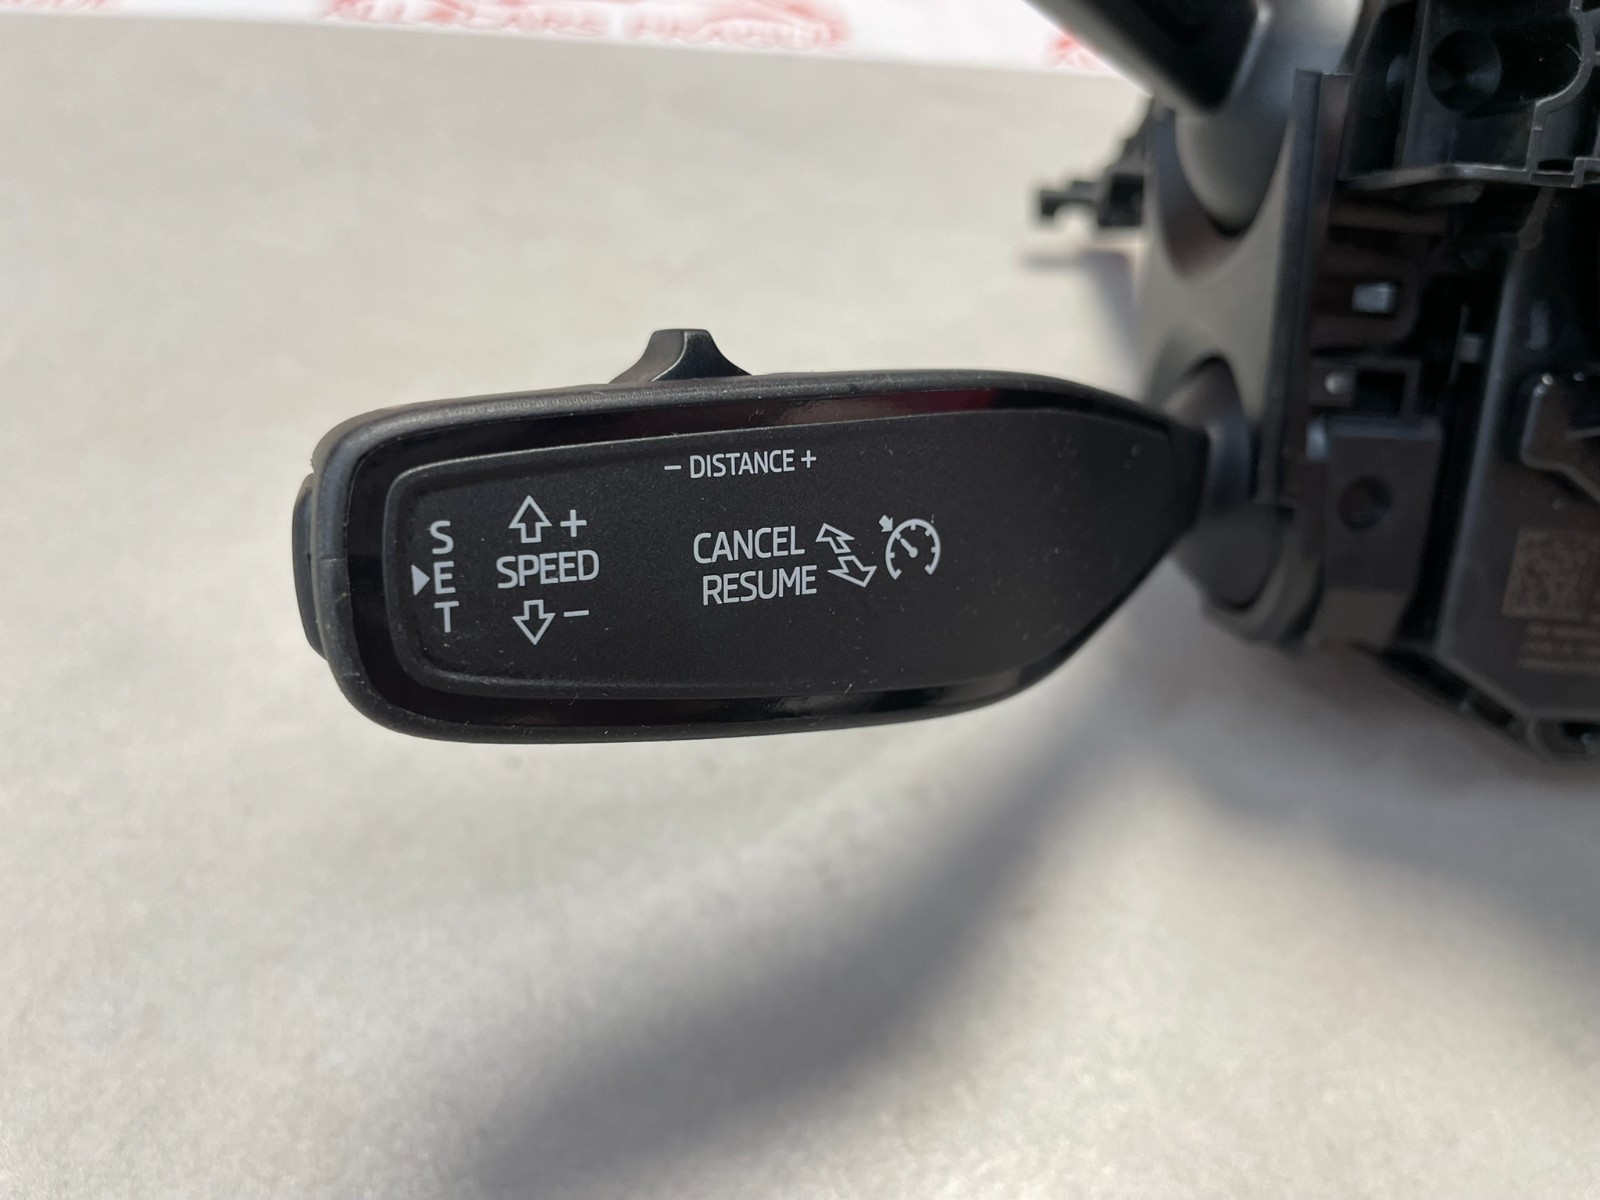 − DISTANCE +
S
E
T
+
SPEED
−
CANCEL
RESUME